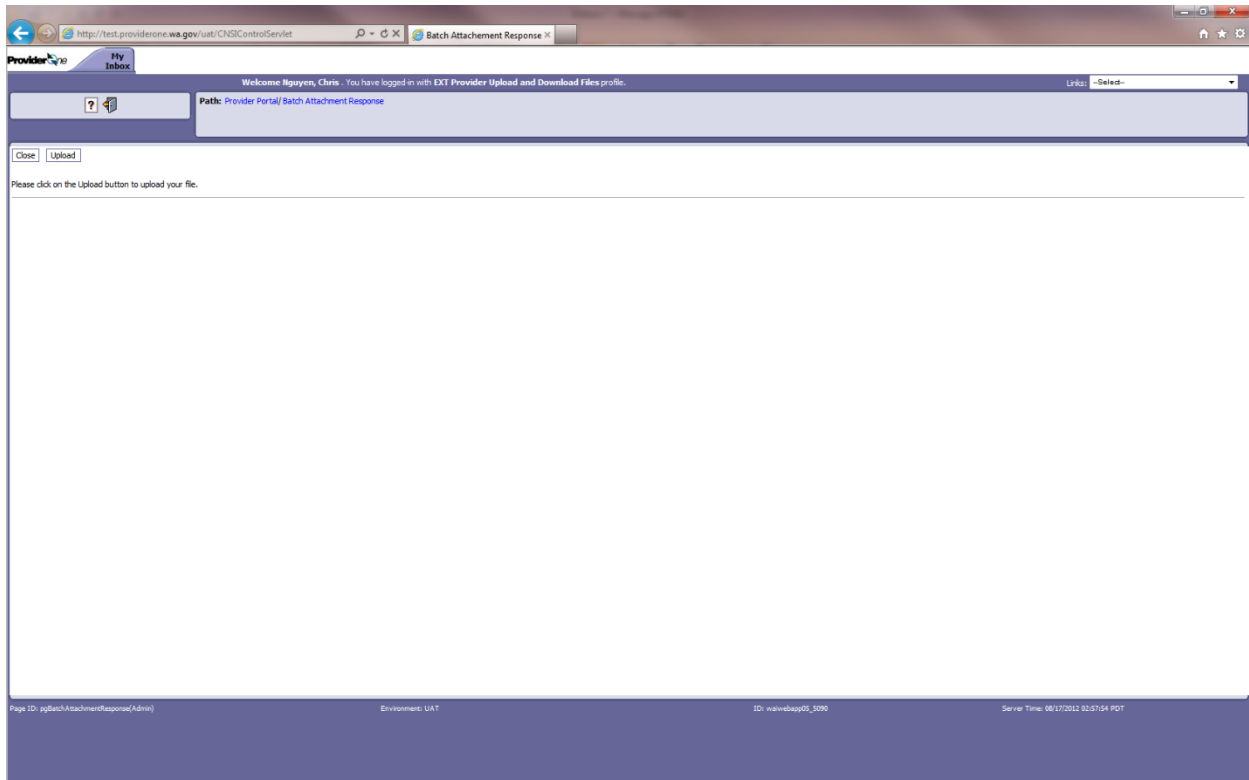 http://test.providerone.wa.gov/uat/CNSIControlServlet
Batch Attachement Response
ProviderOne
My
Inbox
Welcome Nguyen, Chris . You have logged-in with EXT Provider Upload and Download Files profile.
Links: --Select--
Path: Provider Portal/ Batch Attachment Response
Close Upload
Please click on the Upload button to upload your file.
Page ID: pgBatchAttachmentResponse(Admin) Environment: UAT ID: waiwebapp05_5090 Server Time: 08/17/2012 02:57:54 PDT